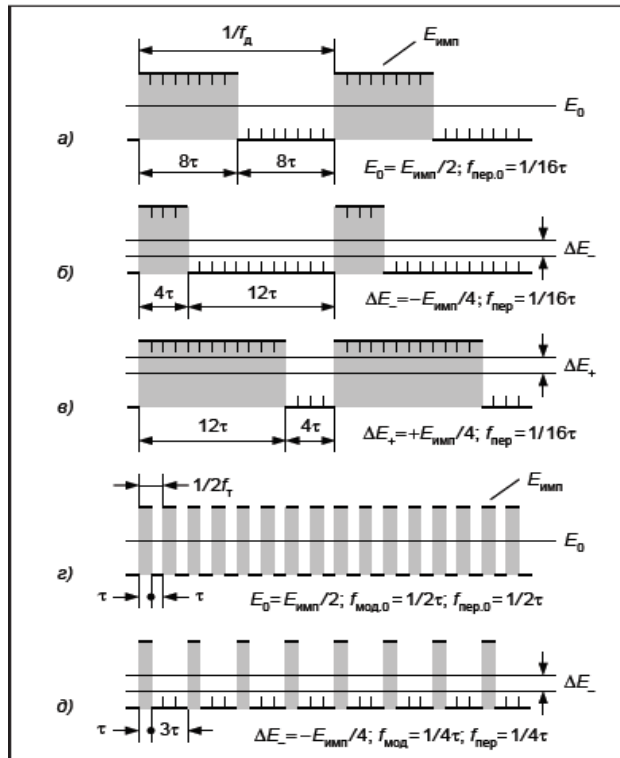 1/fд
Eимп
E0
а)
8τ 8τ
E0 = Eимп/2; fпер.0 = 1/16τ
ΔE–
б)
4τ 12τ
ΔE–=–Eимп/4; fпер = 1/16τ
ΔE+
в)
12τ 4τ
ΔE+=+Eимп/4; fпер = 1/16τ
1/2fт
Eимп
E0
г)
τ τ
E0 = Eимп/2; fмод.0 = 1/2τ; fпер.0 = 1/2τ
ΔE–
д)
τ 3τ
ΔE–=–Eимп/4; fмод = 1/4τ; fпер = 1/4τ